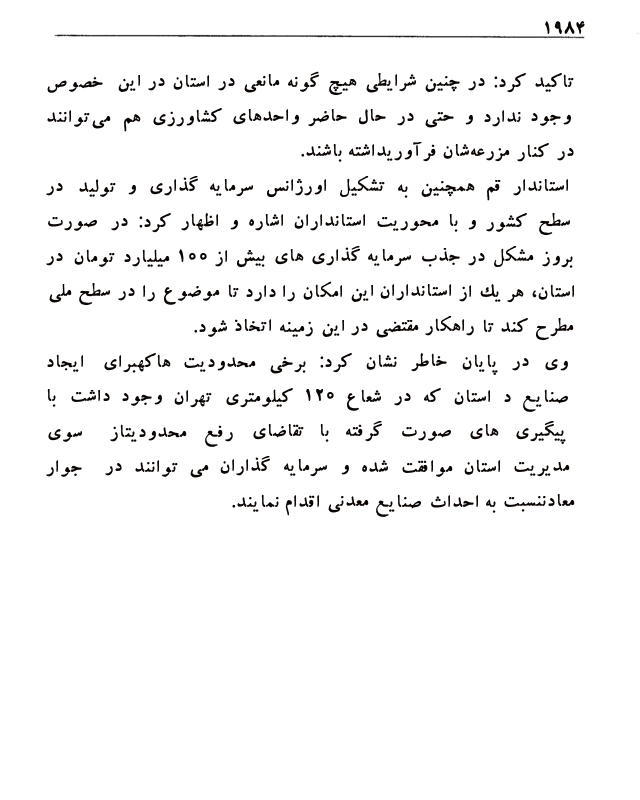 ۱۹۸۴
تاکید کرد: در چنین شرایطی هیچ گونه مانعی در استان در این خصوص
وجود ندارد و حتی در حال حاضر واحدهای کشاورزی هم می‌توانند
در کنار مزرعه‌شان فرآوریداشته باشند.
استاندار قم همچنین به تشکیل اورژانس سرمایه گذاری و تولید در
سطح کشور و با محوریت استانداران اشاره و اظهار کرد: در صورت
بروز مشکل در جذب سرمایه گذاری های بیش از ۱۰۰ میلیارد تومان در
استان، هر یك از استانداران این امکان را دارد تا موضوع را در سطح ملی
مطرح کند تا راهکار مقتضی در این زمینه اتخاذ شود.
وی در پایان خاطر نشان کرد: برخی محدودیت هاکهبرای ایجاد
صنایع د استان که در شعاع ۱۲۰ کیلومتری تهران وجود داشت با
پیگیری های صورت گرفته با تقاضای رفع محدودیتاز سوی
مدیریت استان موافقت شده و سرمایه گذاران می توانند در جوار
معادننسبت به احداث صنایع معدنی اقدام نمایند.